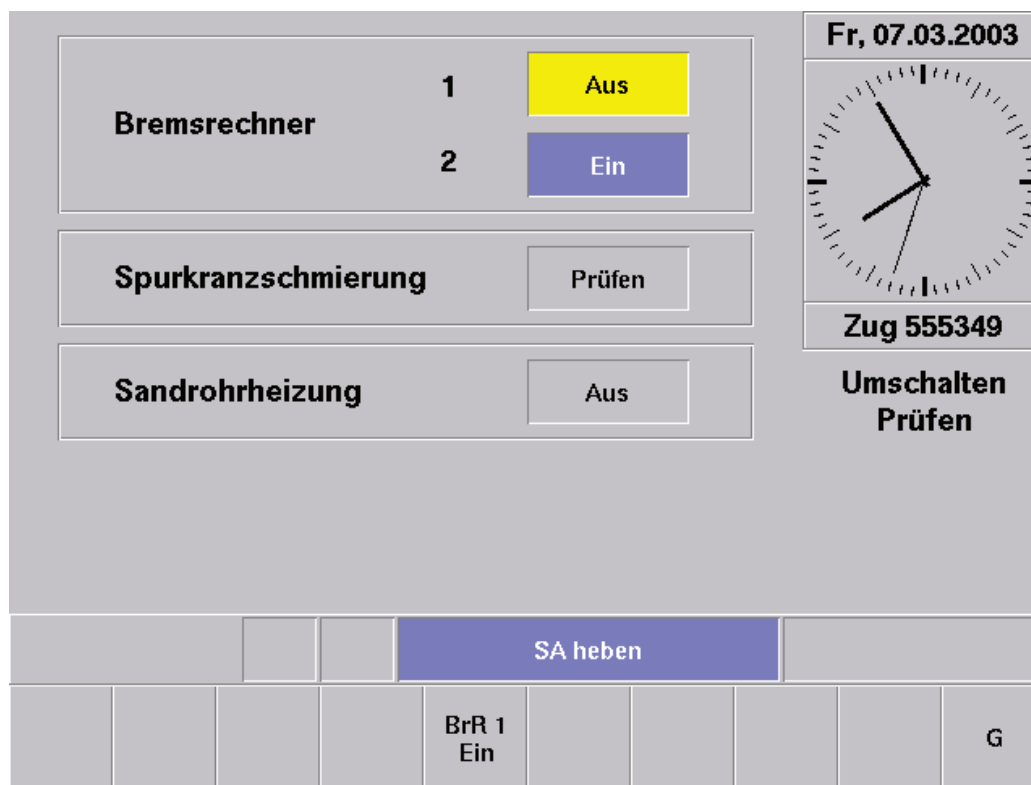 Fr, 07.03.2003
Bremsrechner
1
Aus
2
Ein
Spurkranzschmierung
Prüfen
Sandrohrheizung
Aus
Zug 555349
Umschalten
Prüfen
SA heben
BrR 1
Ein
G